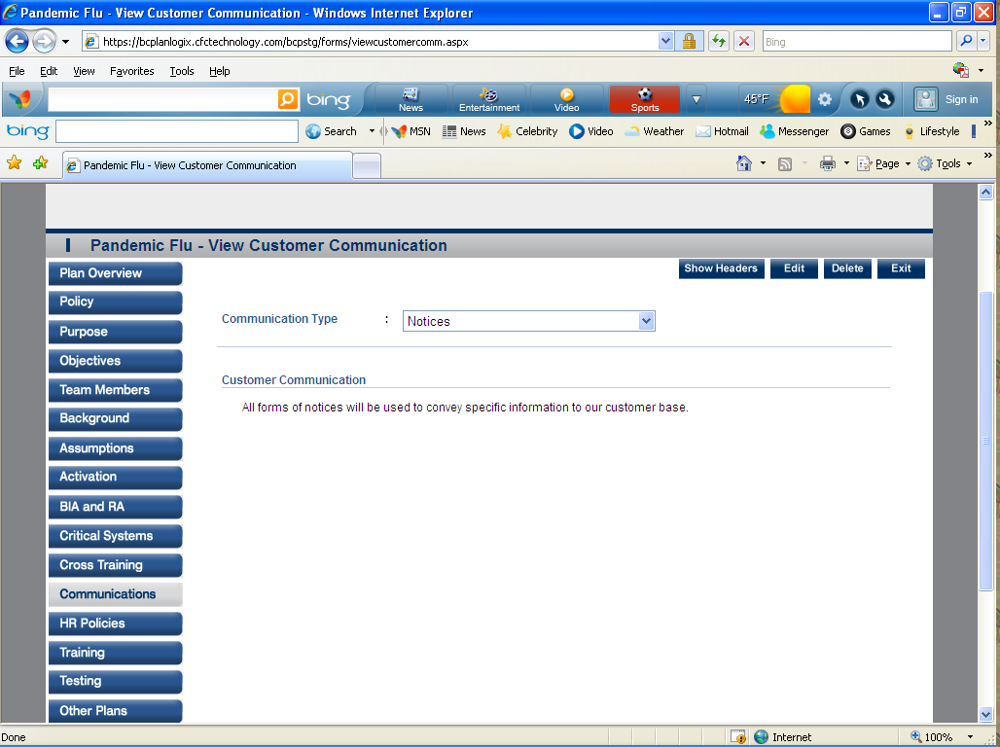 Pandemic Flu - View Customer Communication - Windows Internet Explorer
https://bcplanlogix.cfctechnology.com/bcpstg/forms/viewcustomercomm.aspx
Bing
File Edit View Favorites Tools Help
bing News Entertainment Video Sports 45°F Sign in
bing Search MSN News Celebrity Video Weather Hotmail Messenger Games Lifestyle
Pandemic Flu - View Customer Communication Page Tools
Pandemic Flu - View Customer Communication
Show Headers Edit Delete Exit
Plan Overview
Policy
Communication Type : Notices
Purpose
Objectives
Customer Communication
Team Members
All forms of notices will be used to convey specific information to our customer base.
Background
Assumptions
Activation
BIA and RA
Critical Systems
Cross Training
Communications
HR Policies
Training
Testing
Other Plans
Done Internet 100%